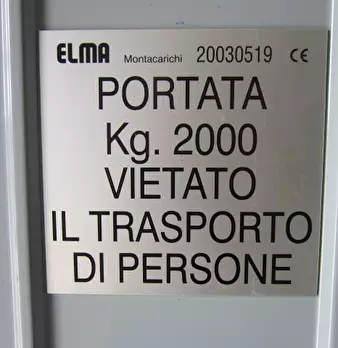 ELMA Montacarichi 20030519 CE
PORTATA
Kg. 2000
VIETATO
IL TRASPORTO
DI PERSONE